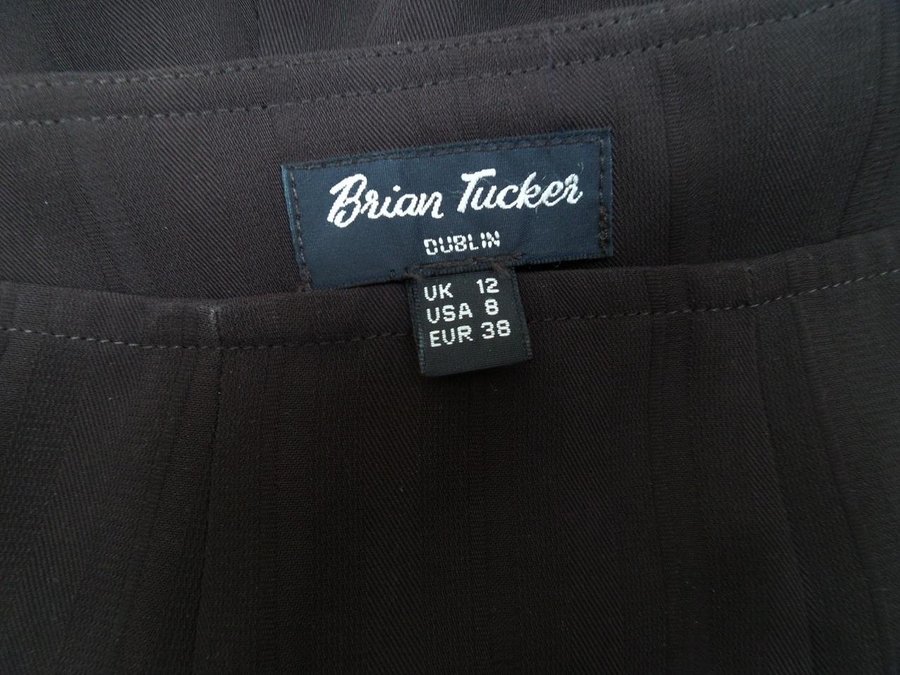 Brian Tucker
DUBLIN
UK 12
USA 8
EUR 38